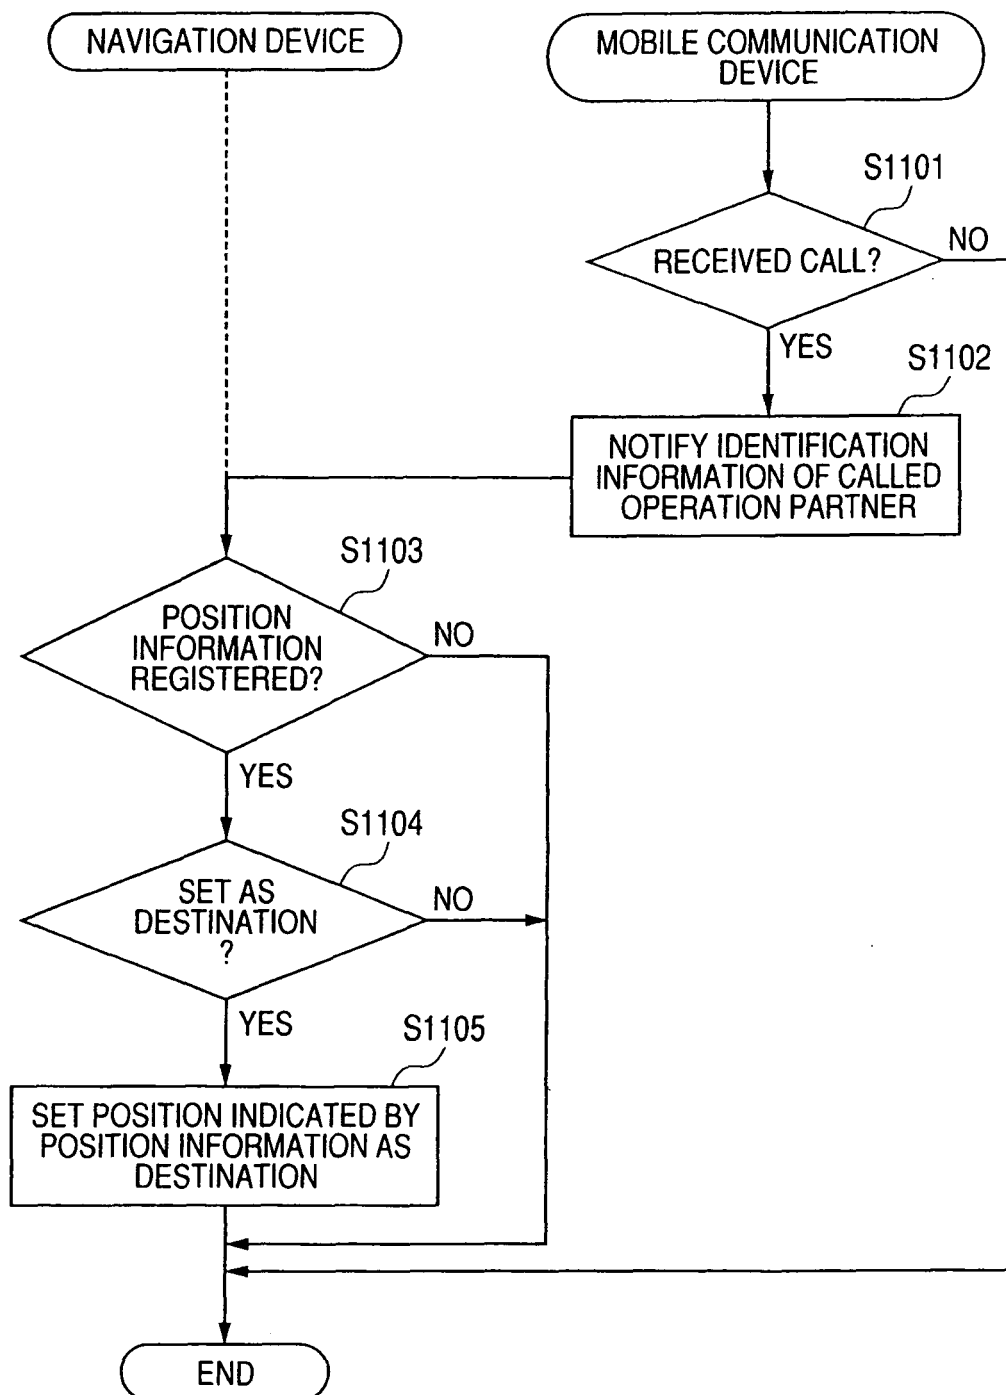 NAVIGATION DEVICE
MOBILE COMMUNICATION
DEVICE
S1101
RECEIVED CALL?
NO
YES
S1102
NOTIFY IDENTIFICATION
INFORMATION OF CALLED
OPERATION PARTNER
S1103
POSITION
INFORMATION
REGISTERED?
NO
YES
S1104
SET AS
DESTINATION
?
NO
YES
S1105
SET POSITION INDICATED BY
POSITION INFORMATION AS
DESTINATION
END